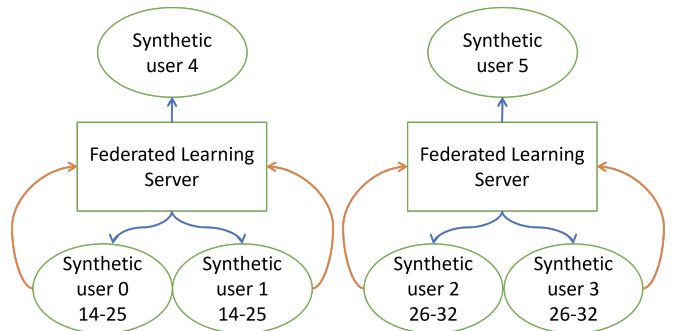 Synthetic
user 4
Synthetic
user 5
Federated Learning
Server
Federated Learning
Server
Synthetic
user 0
14-25
Synthetic
user 1
14-25
Synthetic
user 2
26-32
Synthetic
user 3
26-32